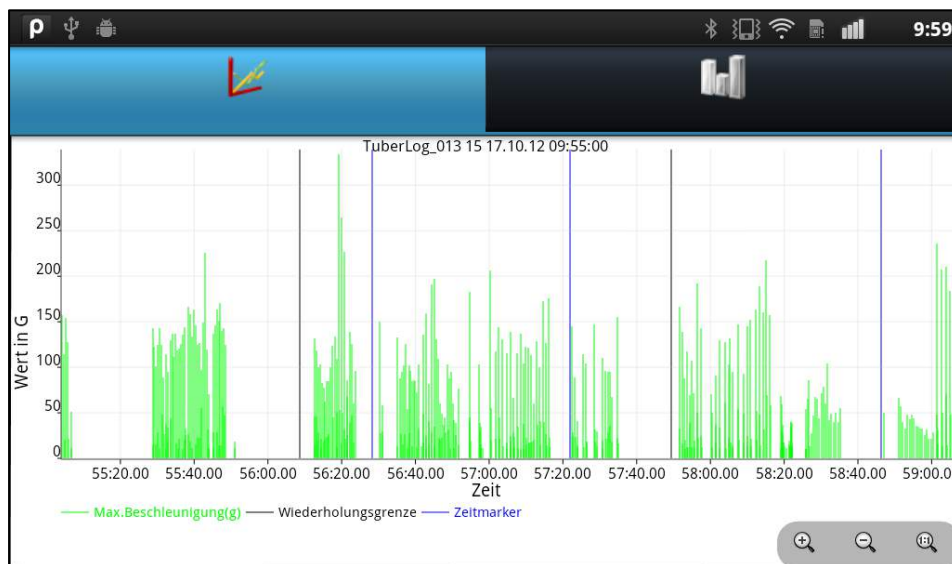 9:59
TuberLog_013 15 17.10.12 09:55:00
Wert in G
300
250
200
150
100
50
0
55:20.00 55:40.00 56:00.00 56:20.00 56:40.00 57:00.00 57:20.00 57:40.00 58:00.00 58:20.00 58:40.00 59:00.00
Zeit
Max.Beschleunigung(g) Wiederholungsgrenze Zeitmarker
1:1